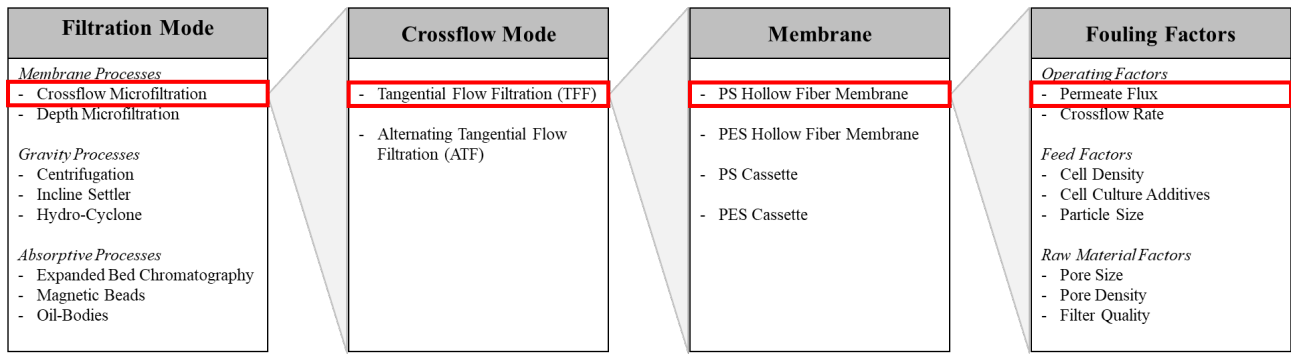 Filtration Mode
Membrane Processes
- Crossflow Microfiltration
- Depth Microfiltration
Gravity Processes
- Centrifugation
- Incline Settler
- Hydro-Cyclone
Absorptive Processes
- Expanded Bed Chromatography
- Magnetic Beads
- Oil-Bodies
Crossflow Mode
- Tangential Flow Filtration (TFF)
- Alternating Tangential Flow
Filtration (ATF)
Membrane
- PS Hollow Fiber Membrane
- PES Hollow Fiber Membrane
- PS Cassette
- PES Cassette
Fouling Factors
Operating Factors
- Permeate Flux
- Crossflow Rate
Feed Factors
- Cell Density
- Cell Culture Additives
- Particle Size
Raw Material Factors
- Pore Size
- Pore Density
- Filter Quality